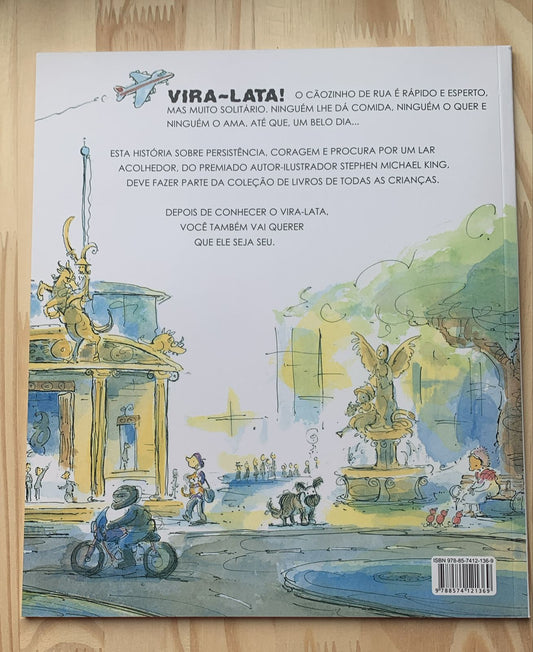 VIRA-LATA! O CÃOZINHO DE RUA É RÁPIDO E ESPERTO,
MAS MUITO SOLITÁRIO. NINGUÉM LHE DÁ COMIDA, NINGUÉM O QUER E
NINGUÉM O AMA, ATÉ QUE, UM BELO DIA...
ESTA HISTÓRIA SOBRE PERSISTÊNCIA, CORAGEM E PROCURA POR UM LAR
ACOLHEDOR, DO PREMIADO AUTOR-ILUSTRADOR STEPHEN MICHAEL KING,
DEVE FAZER PARTE DA COLEÇÃO DE LIVROS DE TODAS AS CRIANÇAS.
DEPOIS DE CONHECER O VIRA-LATA,
VOCÊ TAMBÉM VAI QUERER
QUE ELE SEJA SEU.
ISBN 978-85-7412-136-9
9788574121369